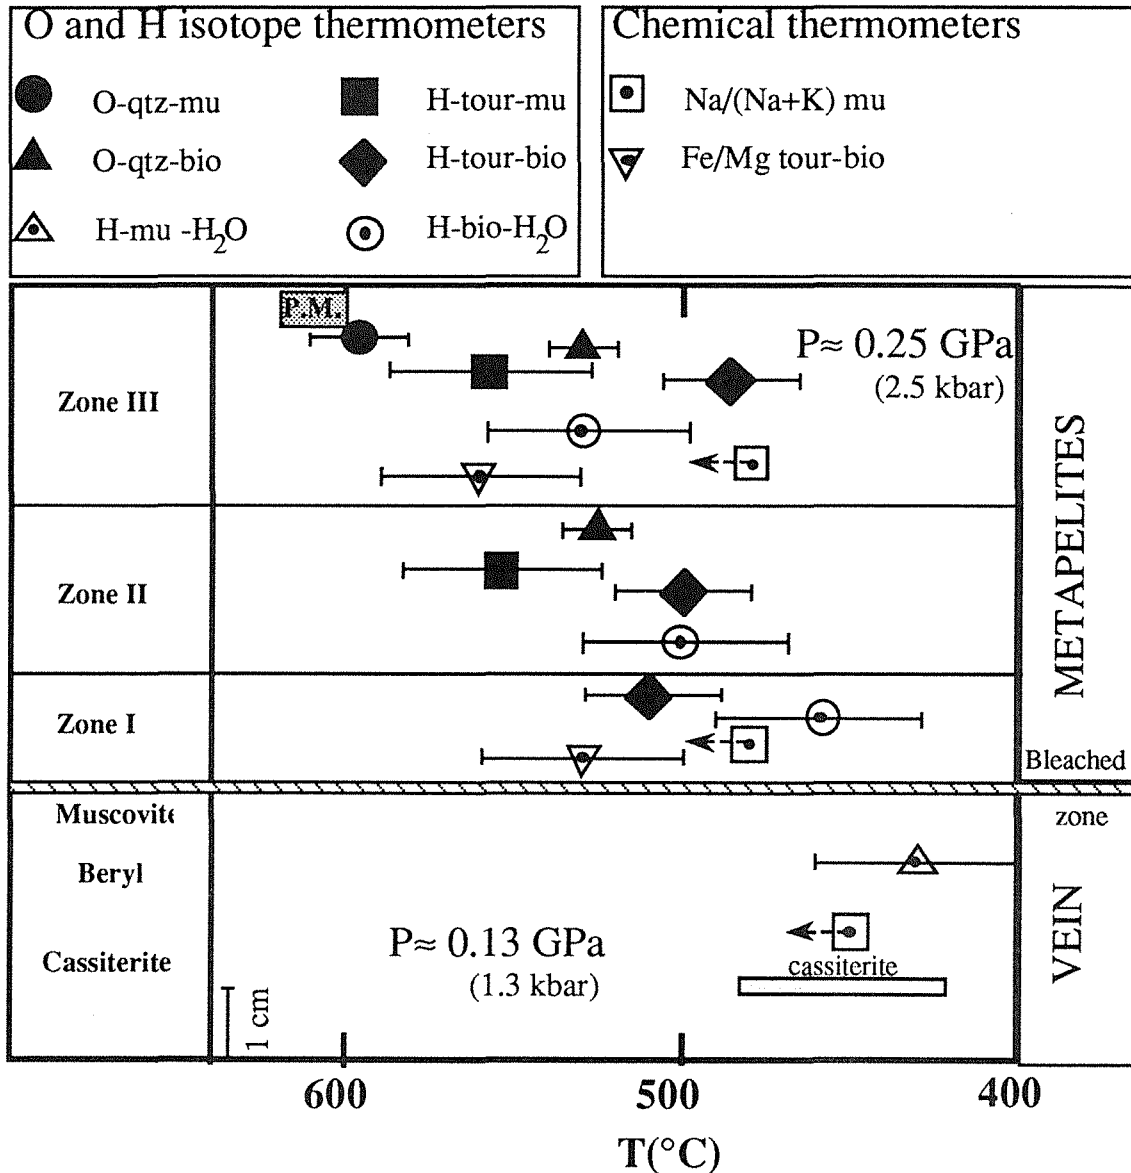 O and H isotope thermometers
O-qtz-mu
H-tour-mu
O-qtz-bio
H-tour-bio
H-mu -H2O
H-bio-H2O
Chemical thermometers
Na/(Na+K) mu
Fe/Mg tour-bio
P.M.
P≈ 0.25 GPa
(2.5 kbar)
Zone III
Zone II
Zone I
METAPELITES
Bleached
zone
Muscovite
Beryl
Cassiterite
P≈ 0.13 GPa
(1.3 kbar)
cassiterite
VEIN
1 cm
600
500
400
T(°C)